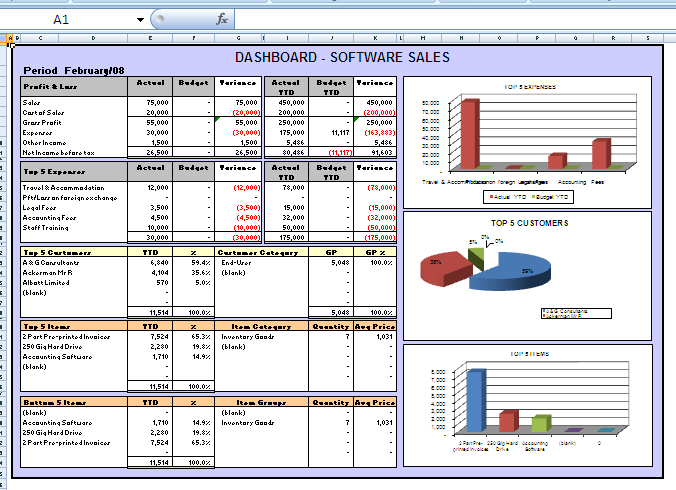 A1
fx
C D E F G I J K L M N O P Q R S
DASHBOARD - SOFTWARE SALES
Period February/08
Profit & Loss Actual Budget Variance Actual YTD Budget YTD Variance
Sales 75,000 - 75,000 450,000 - 450,000
Cost of Sales 20,000 - (20,000) 200,000 - (200,000)
Gross Profit 55,000 - 55,000 250,000 - 250,000
Expenses 30,000 - (30,000) 175,000 11,117 (163,883)
Other Income 1,500 - 1,500 5,486 - 5,486
Net Income before tax 26,500 - 26,500 80,486 (11,117) 91,603
Top 5 Expenses Actual Budget Variance Actual YTD Budget YTD Variance
Travel & Accommodation 12,000 - (12,000) 78,000 - (78,000)
Pft/Loss on foreign exchange - - - - - -
Legal Fees 3,500 - (3,500) 15,000 - (15,000)
Accounting Fees 4,500 - (4,500) 32,000 - (32,000)
Staff Training 10,000 - (10,000) 50,000 - (50,000)
30,000 - (30,000) 175,000 - (175,000)
Top 5 Customers YTD % Customer Category GP GP %
A & G Consultants 6,840 59.4% End-User 5,048 100.0%
Ackerman Mr R 4,104 35.6% (blank) - -
Albatt Limited 570 5.0%
(blank) - -
11,514 100.0% 5,048 100.0%
Top 5 Items YTD % Item Category Quantity Avg Price
2 Part Pre-printed Invoices 7,524 65.3% Inventory Goods 7 1,031
250 Gig Hard Drive 2,280 19.8% (blank) - -
Accounting Software 1,710 14.9%
(blank) - -
11,514 100.0%
Bottom 5 Items YTD % Item Groups Quantity Avg Price
(blank) - - (blank) - -
Accounting Software 1,710 14.9% Inventory Goods 7 1,031
250 Gig Hard Drive 2,280 19.8%
2 Part Pre-printed Invoices 7,524 65.3%
11,514 100.0%
TOP 5 EXPENSES
80,000
70,000
60,000
50,000
40,000
30,000
20,000
10,000
Accounting Fees
Actual YTD Budget YTD
TOP 5 CUSTOMERS
5% 0% 0%
36%
59%
A & G Consultants
Ackerman Mr R
TOP 5 ITEMS
8,000
7,000
6,000
5,000
4,000
3,000
2,000
1,000
2 Part Pre-printed Invoices 250 Gig Hard Drive Accounting Software (blank) 0